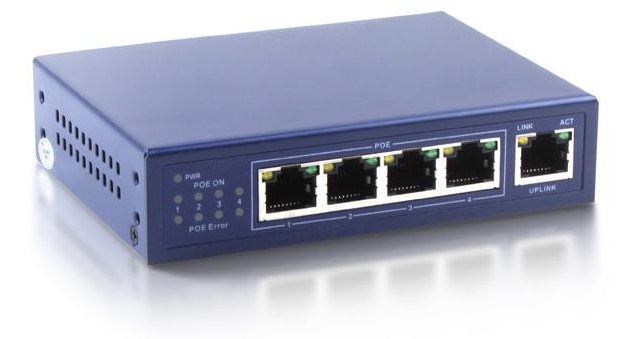 PWR
POE ON
1 2 3 4
POE Error
POE
1 2 3 4
LINK ACT
UPLINK